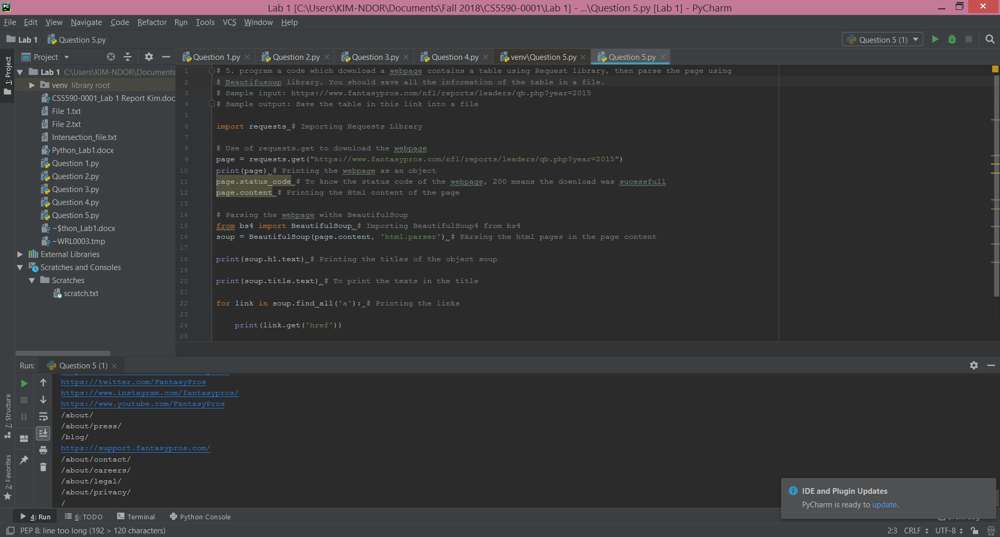 PC
Lab 1 [C:\Users\KIM-NDOR\Documents\Fall 2018\CS5590-0001\Lab 1] - ...\Question 5.py [Lab 1] - PyCharm
File Edit View Navigate Code Refactor Run Tools VCS Window Help
Lab 1 Question 5.py
Question 5 (1)
1: Project
Project
Question 1.py Question 2.py Question 3.py Question 4.py venv\Question 5.py Question 5.py
Lab 1 C:\Users\KIM-NDOR\Documents
venv library root
CS5590-0001_Lab 1 Report Kim.doc
File 1.txt
File 2.txt
Intersection_file.txt
Python_Lab1.docx
Question 1.py
Question 2.py
Question 3.py
Question 4.py
Question 5.py
~$thon_Lab1.docx
~WRL0003.tmp
External Libraries
Scratches and Consoles
Scratches
scratch.txt
1 # 5. program a code which download a webpage contains a table using Request library, then parse the page using
2 # Beautifusoup library. You should save all the information of the table in a file.
3 # Sample input: https://www.fantasypros.com/nfl/reports/leaders/qb.php?year=2015
4 # Sample output: Save the table in this link into a file
5
6 import requests # Importing Requests Library
7
8 # Use of requests.get to download the webpage
9 page = requests.get("https://www.fantasypros.com/nfl/reports/leaders/qb.php?year=2015")
10 print(page) # Printing the webpage as an object
11 page.status_code # To know the status code of the webpage, 200 means the download was sucessfull
12 page.content # Printing the Html content of the page
13
14 # Parsing the webpage withe BeautifulSoup
15 from bs4 import BeautifulSoup # Importing BeautifulSoup4 from bs4
16 soup = BeautifulSoup(page.content, 'html.parser') # PArsing the html pages in the page content
17
18 print(soup.h1.text) # Printing the titles of the object soup
19
20 print(soup.title.text) # To print the texts in the title
21
22 for link in soup.find_all('a'): # Printing the links
23
24 print(link.get('href'))
25
Run: Question 5 (1)
https://twitter.com/FantasyPros
https://www.instagram.com/fantasypros/
https://www.youtube.com/FantasyPros
/about/
/about/press/
/blog/
https://support.fantasypros.com/
/about/contact/
/about/careers/
/about/legal/
/about/privacy/
/
7: Structure
2: Favorites
IDE and Plugin Updates
PyCharm is ready to update.
4: Run 6: TODO Terminal Python Console
PEP 8: line too long (192 > 120 characters)
2:3 CRLF UTF-8